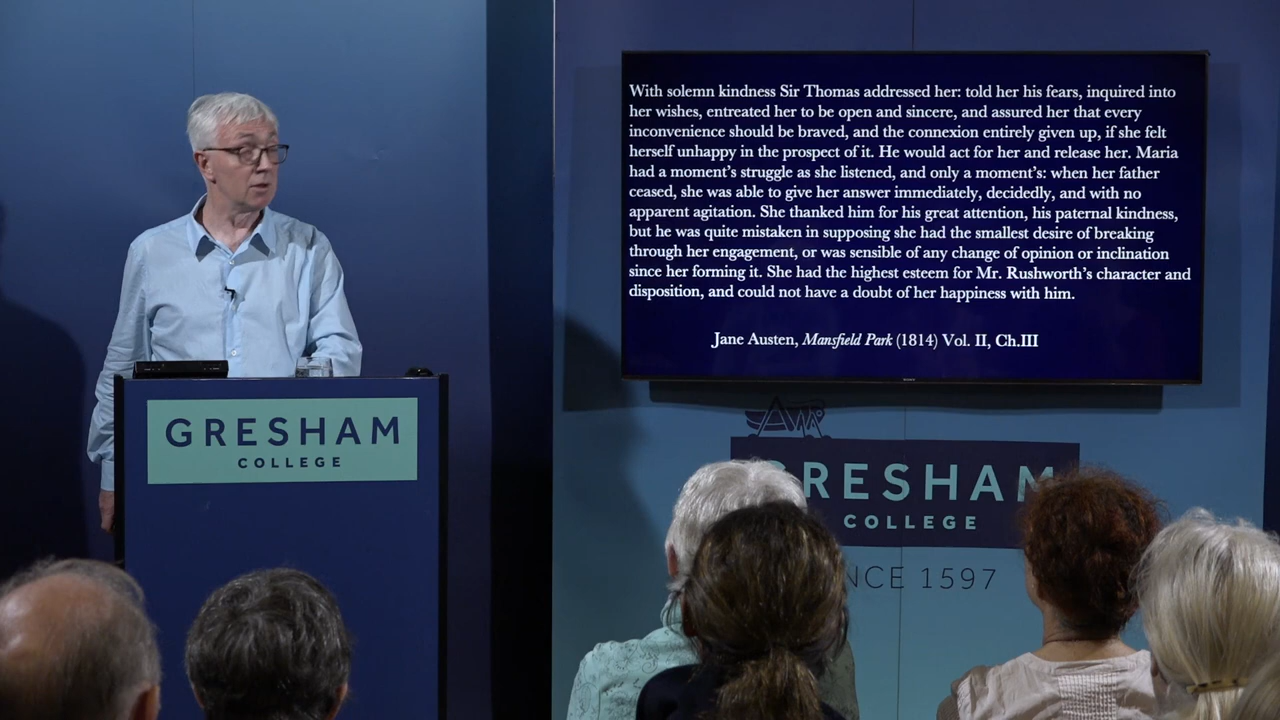 With solemn kindness Sir Thomas addressed her: told her his fears, inquired into
her wishes, entreated her to be open and sincere, and assured her that every
inconvenience should be braved, and the connexion entirely given up, if she felt
herself unhappy in the prospect of it. He would act for her and release her. Maria
had a moment's struggle as she listened, and only a moment's: when her father
ceased, she was able to give her answer immediately, decidedly, and with no
apparent agitation. She thanked him for his great attention, his paternal kindness,
but he was quite mistaken in supposing she had the smallest desire of breaking
through her engagement, or was sensible of any change of opinion or inclination
since her forming it. She had the highest esteem for Mr. Rushworth's character and
disposition, and could not have a doubt of her happiness with him.
Jane Austen, Mansfield Park (1814) Vol. II, Ch.III
SONY
GRESHAM
COLLEGE
GRESHAM
COLLEGE
NCE 1597